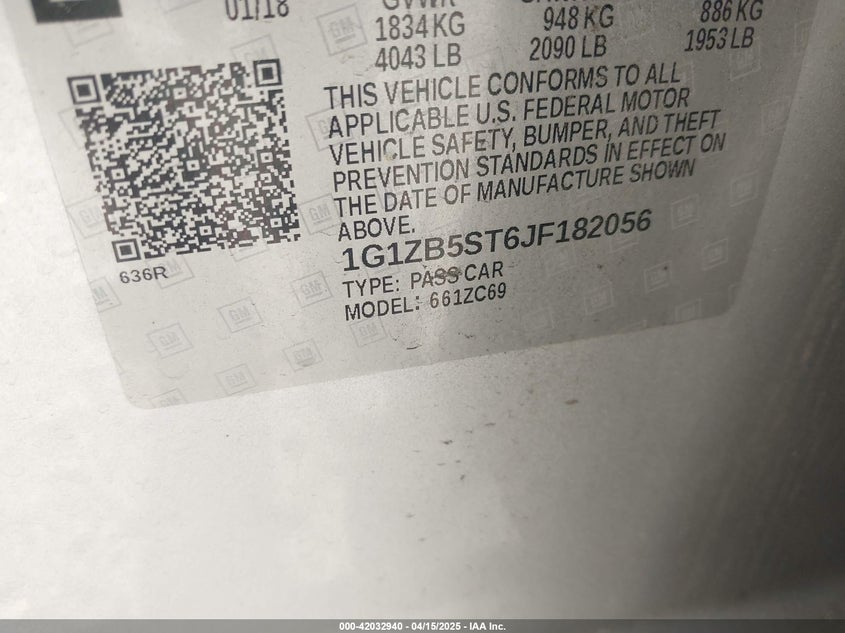 01/18
1834 KG 948 KG 886 KG
4043 LB 2090 LB 1953 LB
THIS VEHICLE CONFORMS TO ALL
APPLICABLE U.S. FEDERAL MOTOR
VEHICLE SAFETY, BUMPER, AND THEFT
PREVENTION STANDARDS IN EFFECT ON
THE DATE OF MANUFACTURE SHOWN
ABOVE.
1G1ZB5ST6JF182056
TYPE: PASS CAR
MODEL: 661ZC69
636R
000-42032940 - 04/15/2025 - IAA Inc.